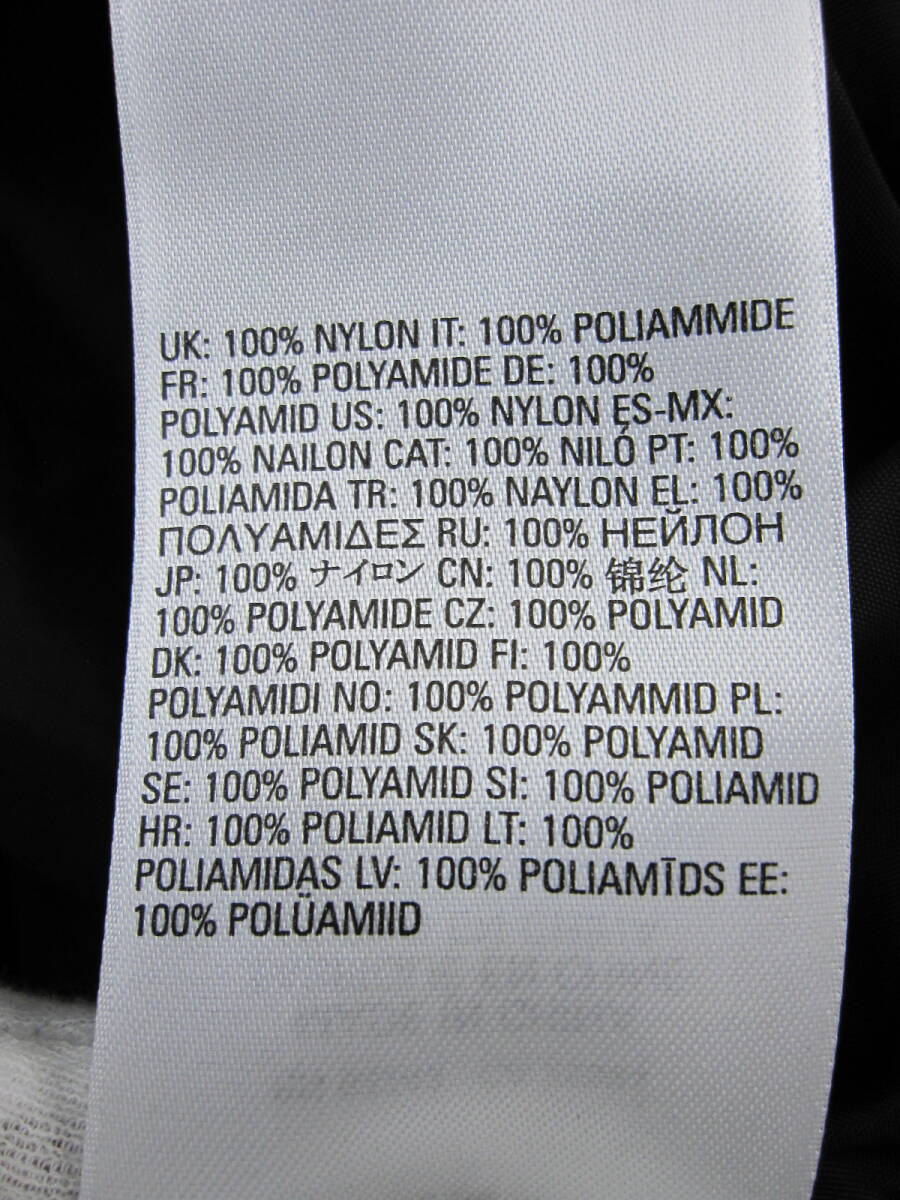 UK: 100% NYLON IT: 100% POLIAMMIDE
FR: 100% POLYAMIDE DE: 100%
POLYAMID US: 100% NYLON ES-MX:
100% NAILON CAT: 100% NILÓ PT: 100%
POLIAMIDA TR: 100% NAYLON EL: 100%
ΠΟΛΥΑΜΙΔΕΣ RU: 100% НЕЙЛОН
JP: 100% ナイロン CN: 100% 锦纶 NL:
100% POLYAMIDE CZ: 100% POLYAMID
DK: 100% POLYAMID FI: 100%
POLYAMIDI NO: 100% POLYAMMID PL:
100% POLIAMID SK: 100% POLYAMID
SE: 100% POLYAMID SI: 100% POLIAMID
HR: 100% POLIAMID LT: 100%
POLIAMIDAS LV: 100% POLIAMĪDS EE:
100% POLÜAMIID